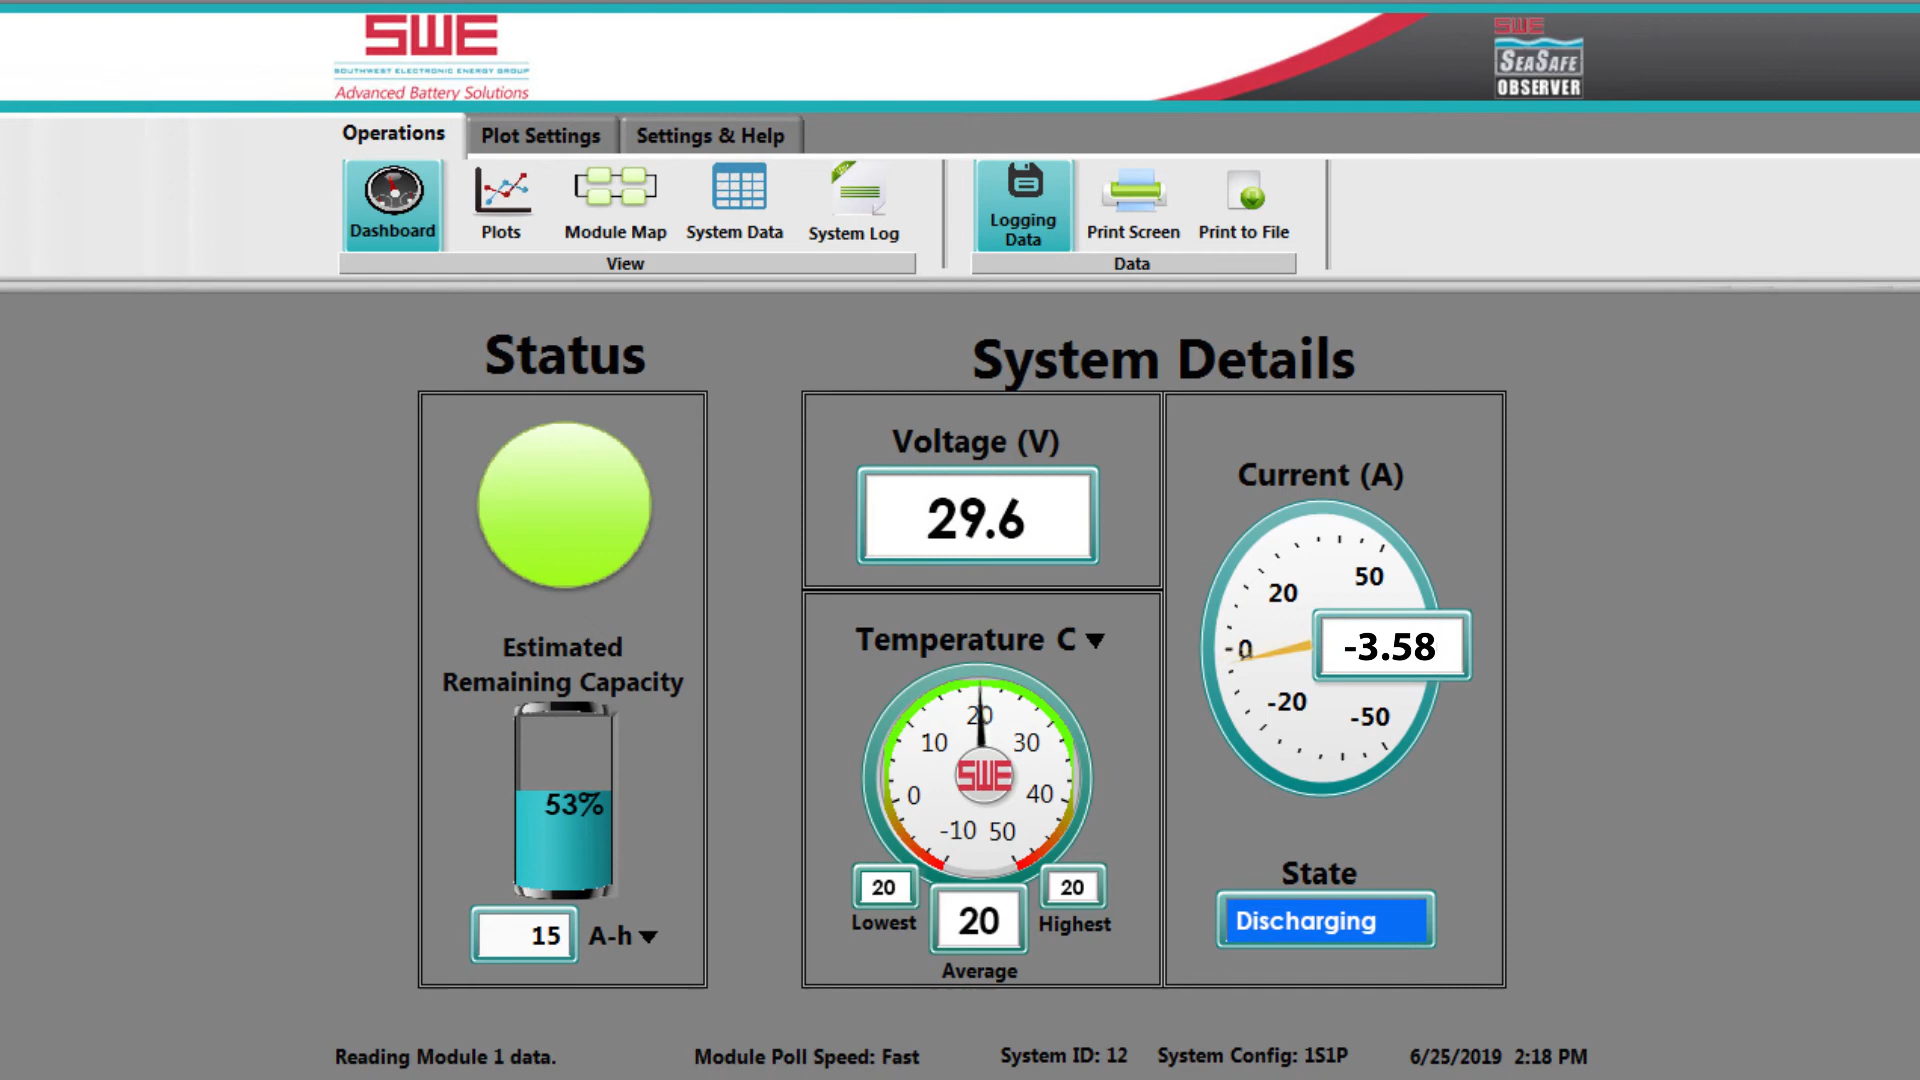 SWE
SOUTHWEST ELECTRONIC ENERGY GROUP
Advanced Battery Solutions
SWE
SEASAFE
OBSERVER
Operations
Plot Settings
Settings & Help
Dashboard
Plots
Module Map
System Data
System Log
Logging
Data
Print Screen
Print to File
View
Data
Status
Estimated
Remaining Capacity
53%
15 A-h
System Details
Voltage (V)
29.6
Temperature C
20
10 30
0 40
-10 50
SWE
20
Lowest
20
Average
20
Highest
Current (A)
50
20
-0
-20
-50
-3.58
State
Discharging
Reading Module 1 data.
Module Poll Speed: Fast
System ID: 12
System Config: 1S1P
6/25/2019 2:18 PM